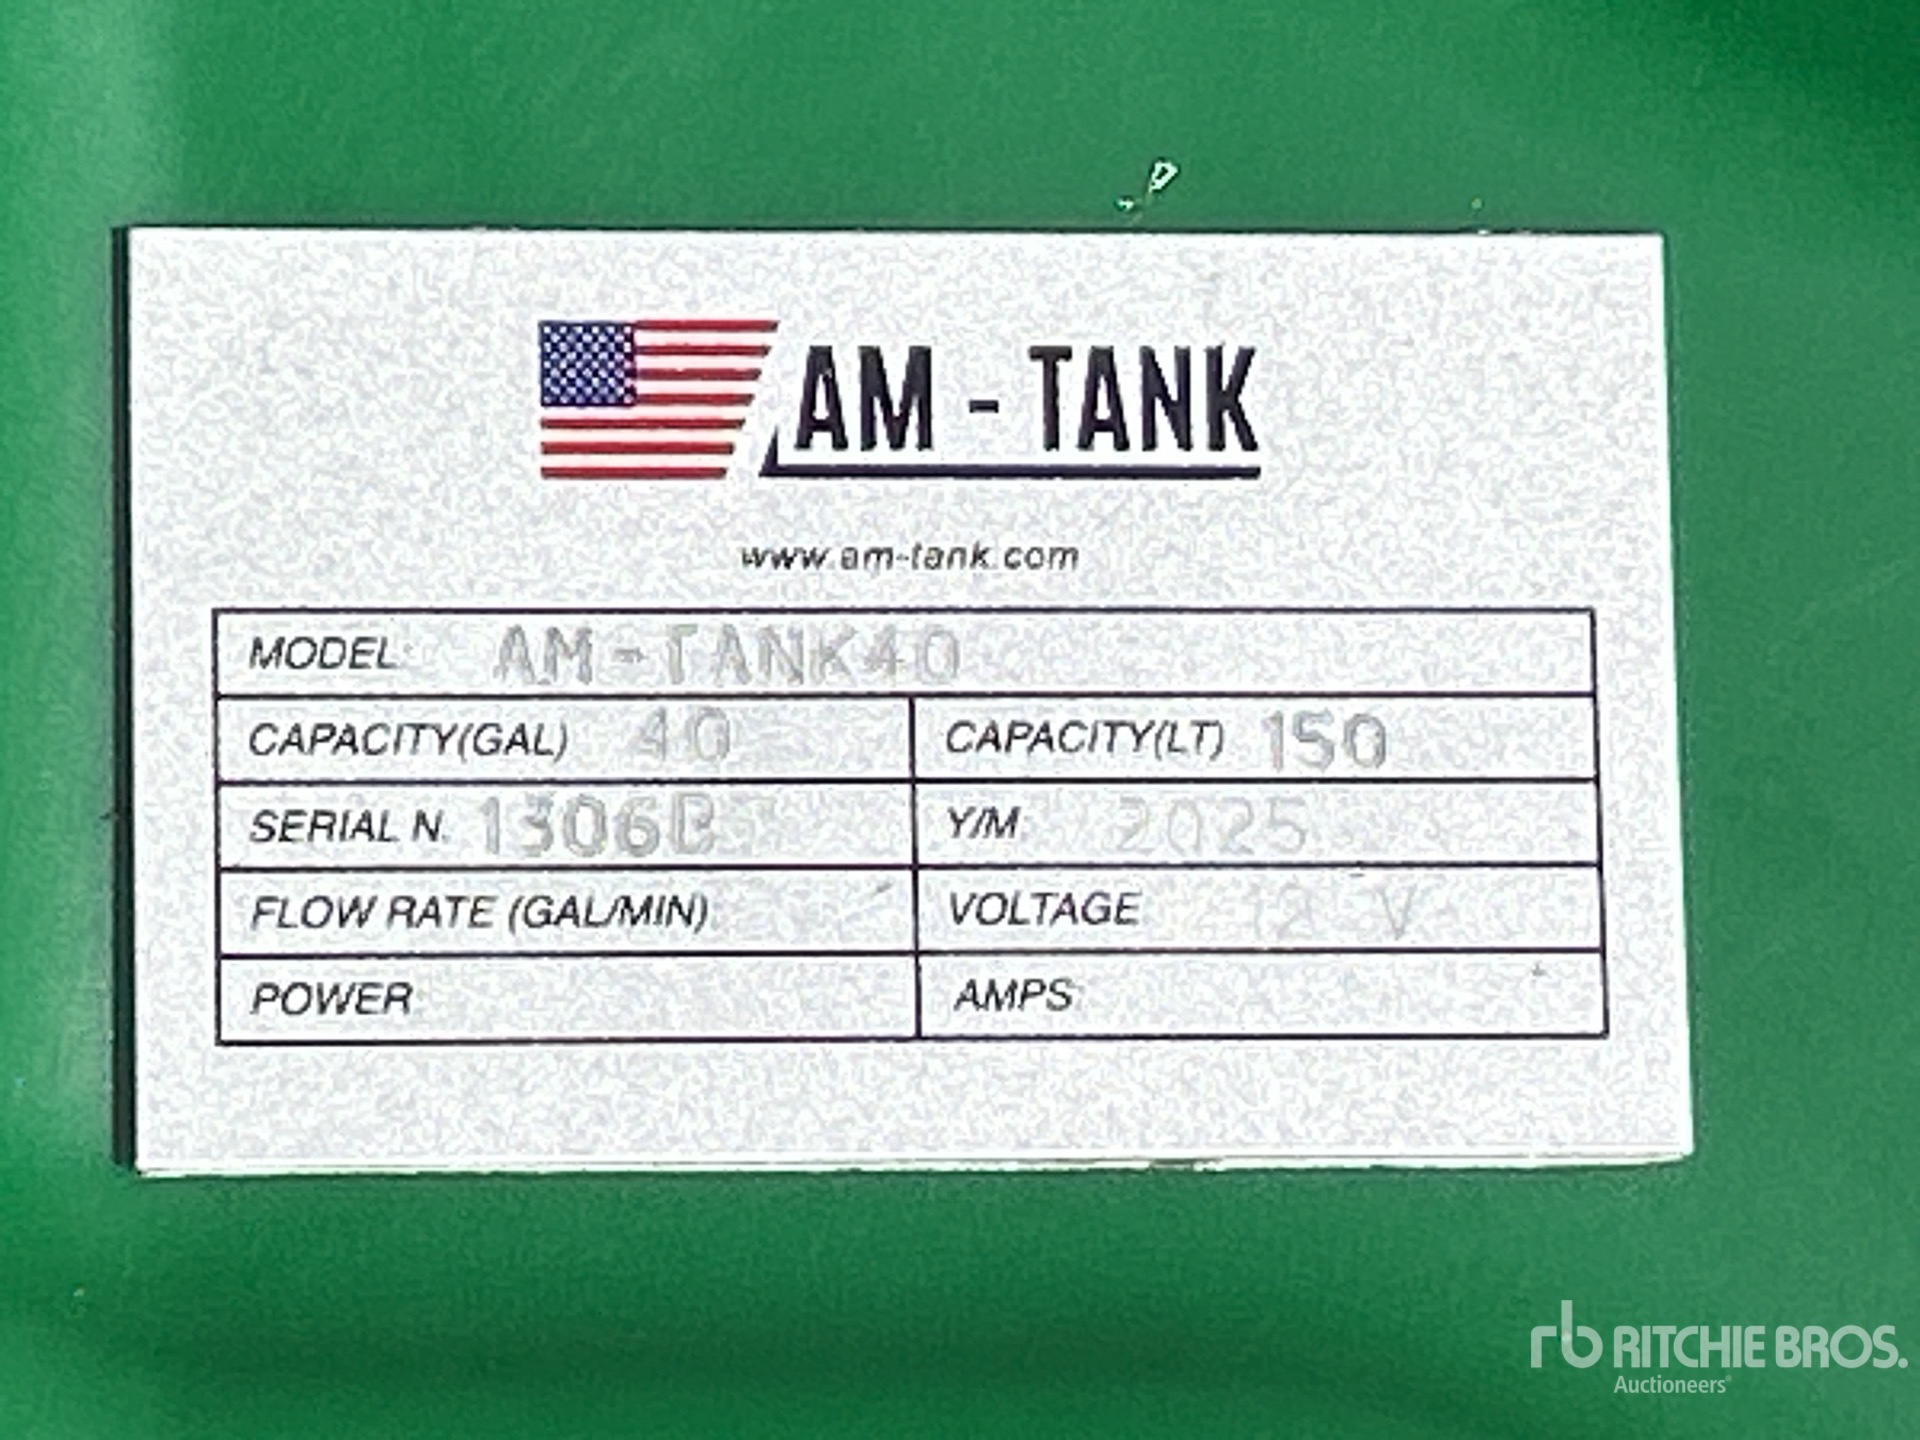 AM - TANK
www.am-tank.com
MODEL: AM-TANK40
CAPACITY(GAL) 40 CAPACITY(LT) 150
SERIAL N. Y/M: 2025
FLOW RATE (GAL/MIN): VOLTAGE 12 V
POWER: AMPS:
rb RITCHIE BROS.
Auctioneers